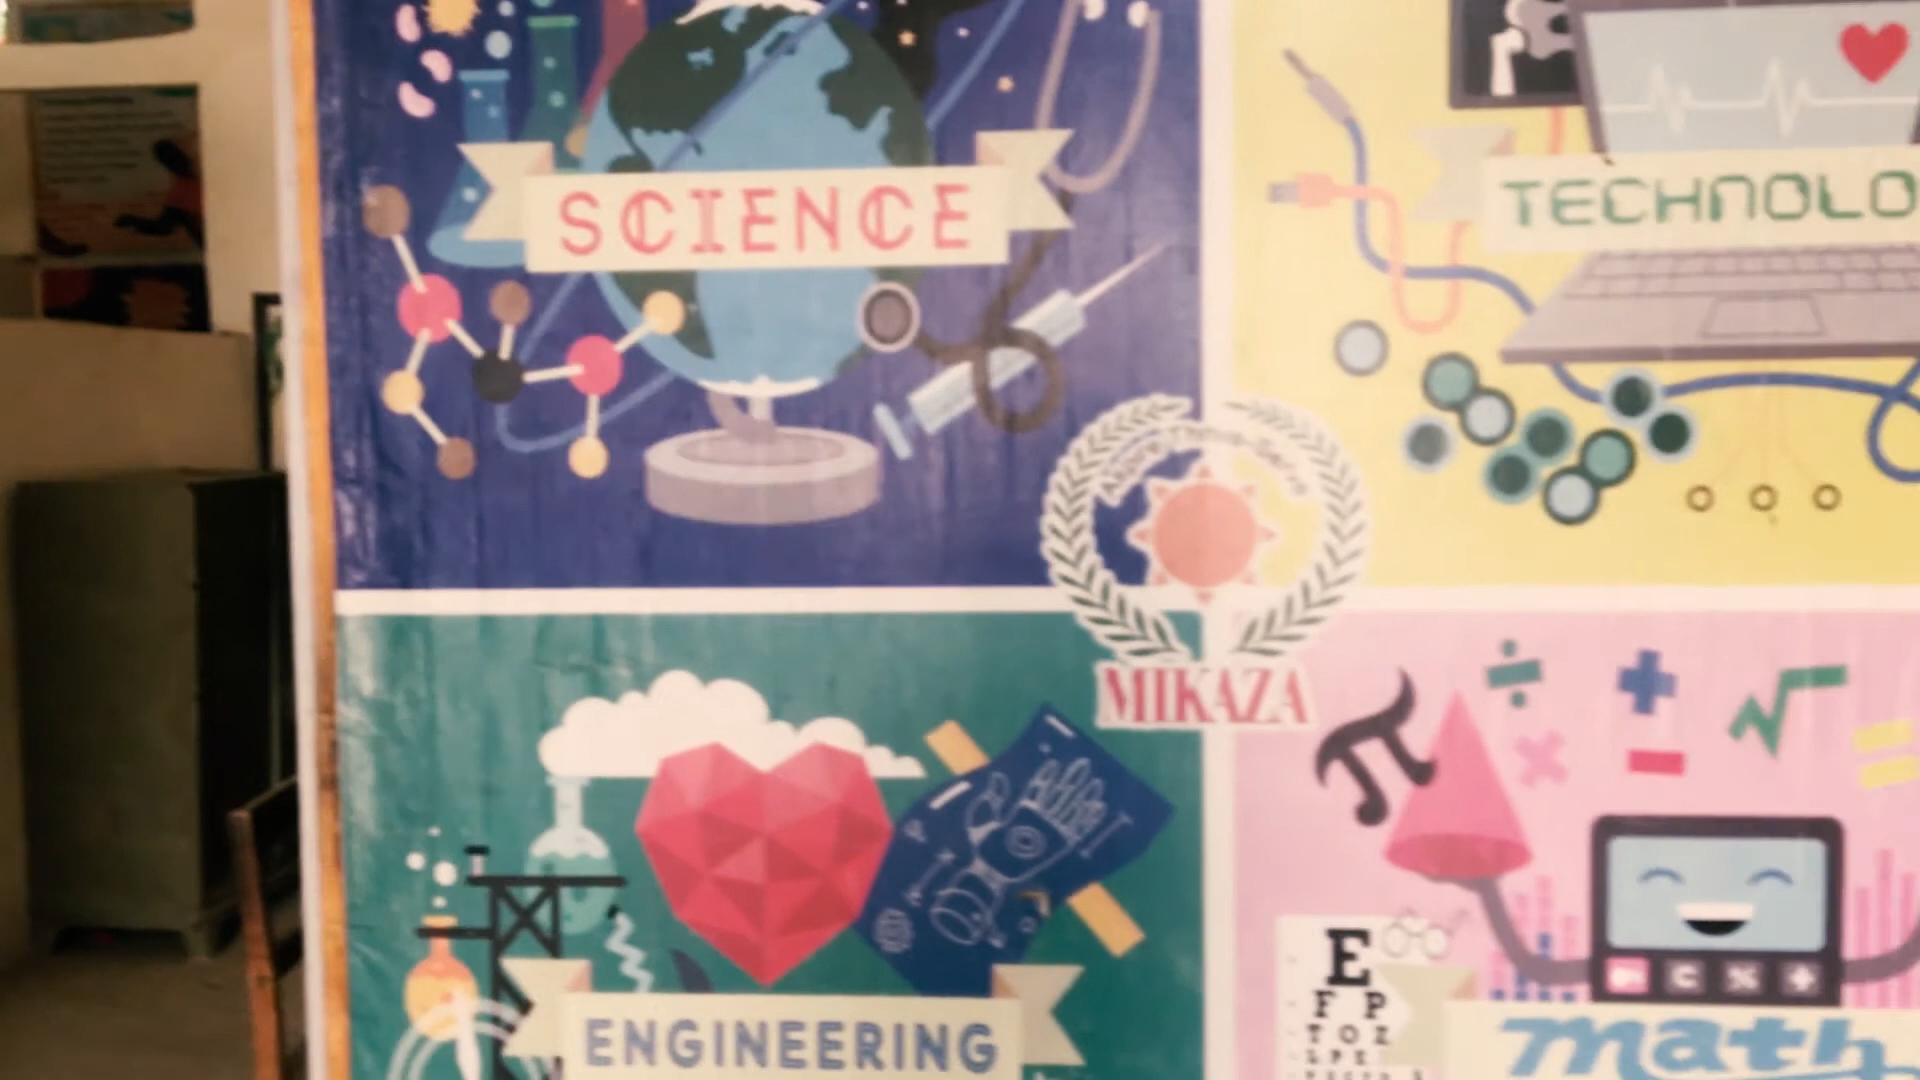 SCIENCE
TECHNOLO
MIKAZA
E
F P
T O Z
L P E
ENGINEERING
math